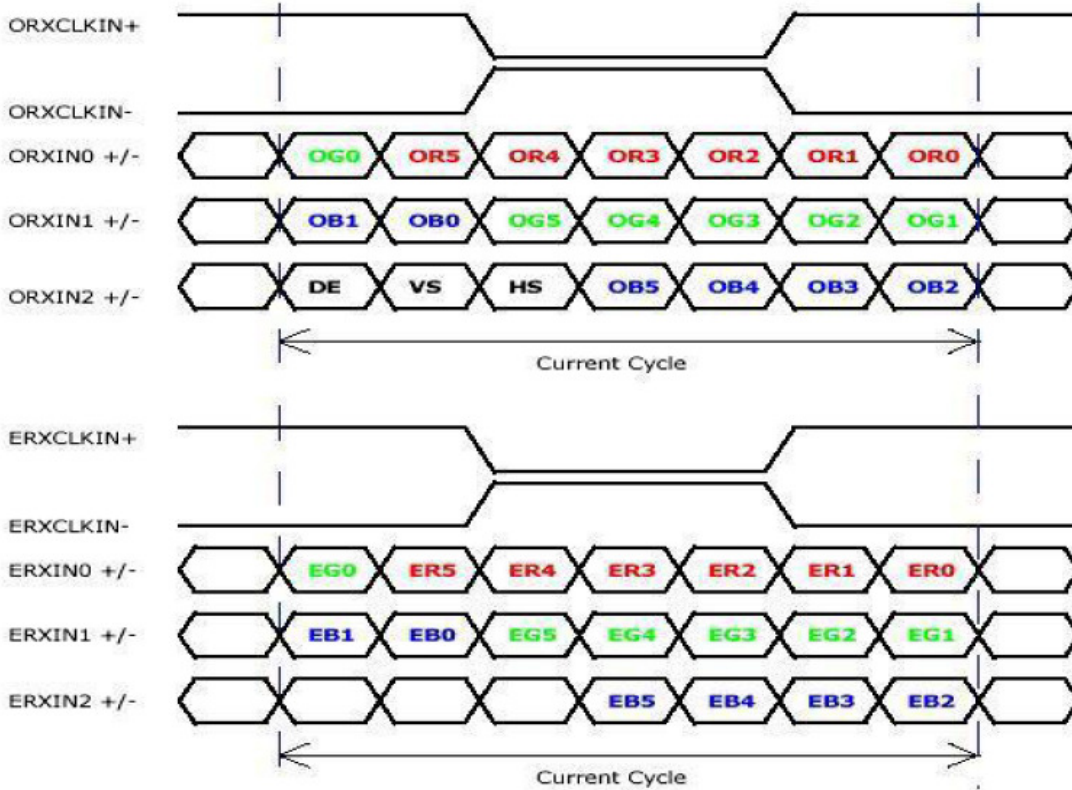 ORXCLKIN+
ORXCLKIN-
ORXIN0 +/- OG0 OR5 OR4 OR3 OR2 OR1 OR0
ORXIN1 +/- OB1 OB0 OG5 OG4 OG3 OG2 OG1
ORXIN2 +/- DE VS HS OB5 OB4 OB3 OB2
Current Cycle
ERXCLKIN+
ERXCLKIN-
ERXIN0 +/- EG0 ER5 ER4 ER3 ER2 ER1 ER0
ERXIN1 +/- EB1 EB0 EG5 EG4 EG3 EG2 EG1
ERXIN2 +/- EB5 EB4 EB3 EB2
Current Cycle